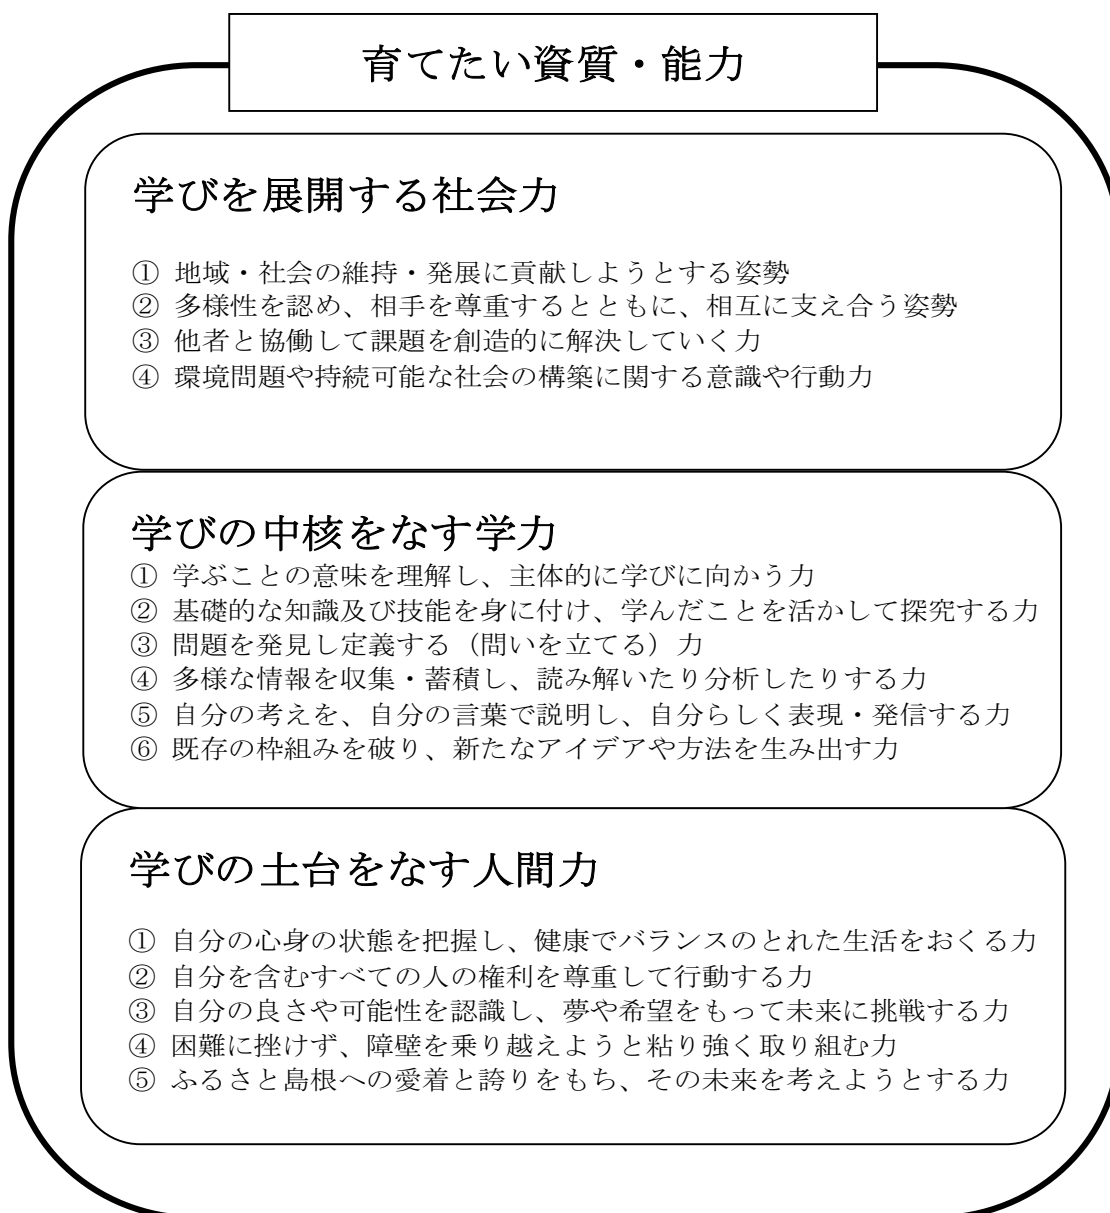 育てたい資質・能力
学びを展開する社会力
① 地域・社会の維持・発展に貢献しようとする姿勢
② 多様性を認め、相手を尊重するとともに、相互に支え合う姿勢
③ 他者と協働して課題を創造的に解決していく力
④ 環境問題や持続可能な社会の構築に関する意識や行動力
学びの中核をなす学力
① 学ぶことの意味を理解し、主体的に学びに向かう力
② 基礎的な知識及び技能を身に付け、学んだことを活かして探究する力
③ 問題を発見し定義する（問いを立てる）力
④ 多様な情報を収集・蓄積し、読み解いたり分析したりする力
⑤ 自分の考えを、自分の言葉で説明し、自分らしく表現・発信する力
⑥ 既存の枠組みを破り、新たなアイデアや方法を生み出す力
学びの土台をなす人間力
① 自分の心身の状態を把握し、健康でバランスのとれた生活をおくる力
② 自分を含むすべての人の権利を尊重して行動する力
③ 自分の良さや可能性を認識し、夢や希望をもって未来に挑戦する力
④ 困難に挫けず、障壁を乗り越えようと粘り強く取り組む力
⑤ ふるさと島根への愛着と誇りをもち、その未来を考えようとする力